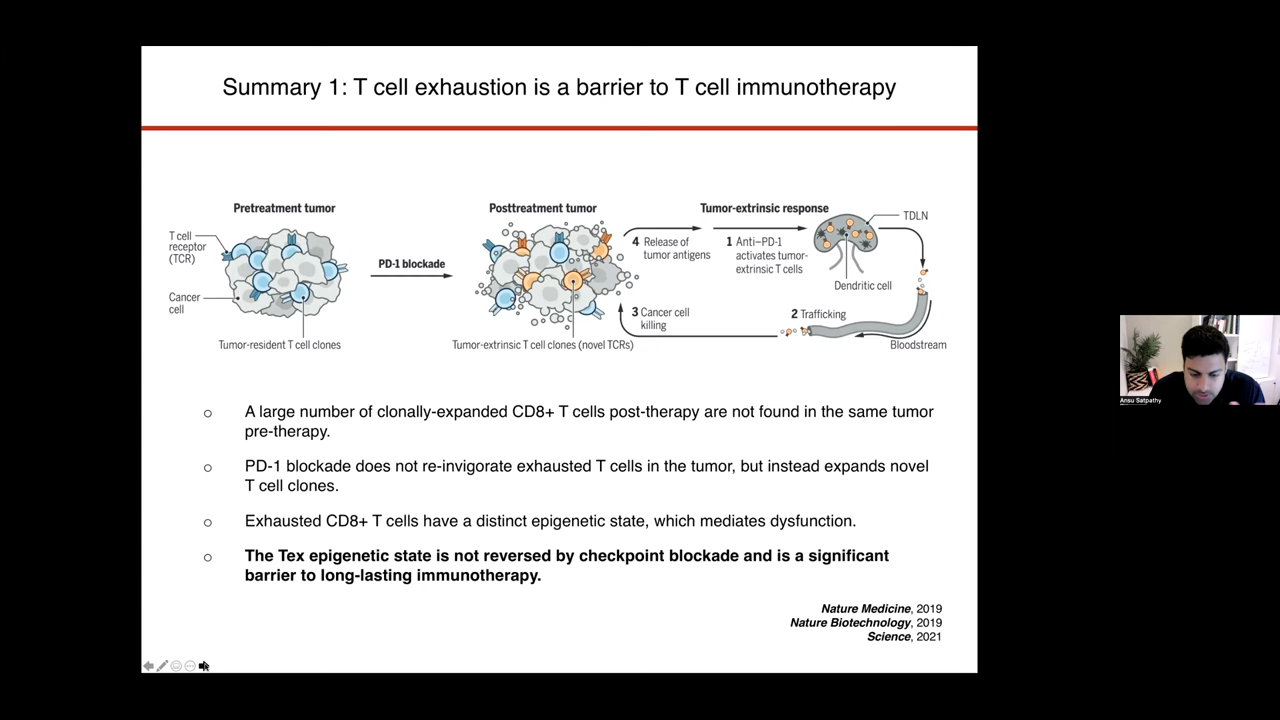 Summary 1: T cell exhaustion is a barrier to T cell immunotherapy
Pretreatment tumor
T cell
receptor
(TCR)
Cancer
cell
Tumor-resident T cell clones
PD-1 blockade
Posttreatment tumor
Tumor-extrinsic T cell clones (novel TCRs)
Tumor-extrinsic response
4 Release of
tumor antigens
1 Anti–PD-1
activates tumor-
extrinsic T cells
TDLN
Dendritic cell
2 Trafficking
3 Cancer cell
killing
Bloodstream
○ A large number of clonally-expanded CD8+ T cells post-therapy are not found in the same tumor
pre-therapy.
○ PD-1 blockade does not re-invigorate exhausted T cells in the tumor, but instead expands novel
T cell clones.
○ Exhausted CD8+ T cells have a distinct epigenetic state, which mediates dysfunction.
○ The Tex epigenetic state is not reversed by checkpoint blockade and is a significant
barrier to long-lasting immunotherapy.
Nature Medicine, 2019
Nature Biotechnology, 2019
Science, 2021
Ansu Satpathy